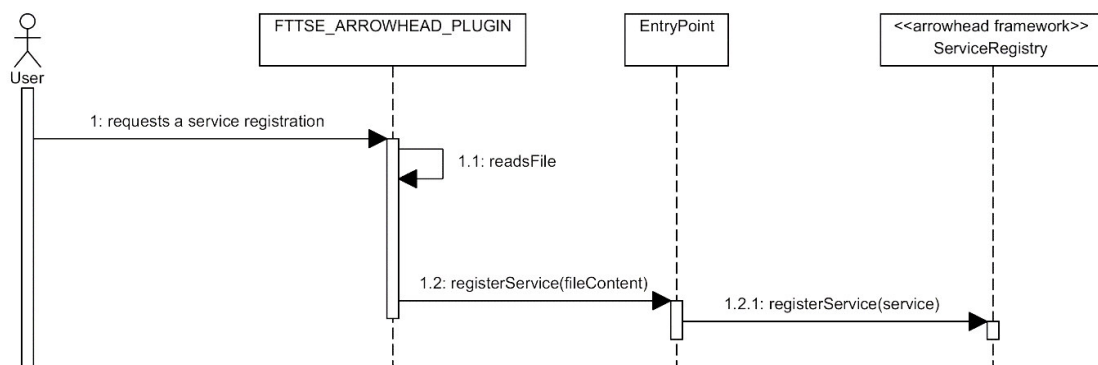 FTTSE_ARROWHEAD_PLUGIN
EntryPoint
<<arrowhead framework>>
ServiceRegistry
User
1: requests a service registration
1.1: readsFile
1.2: registerService(fileContent)
1.2.1: registerService(service)